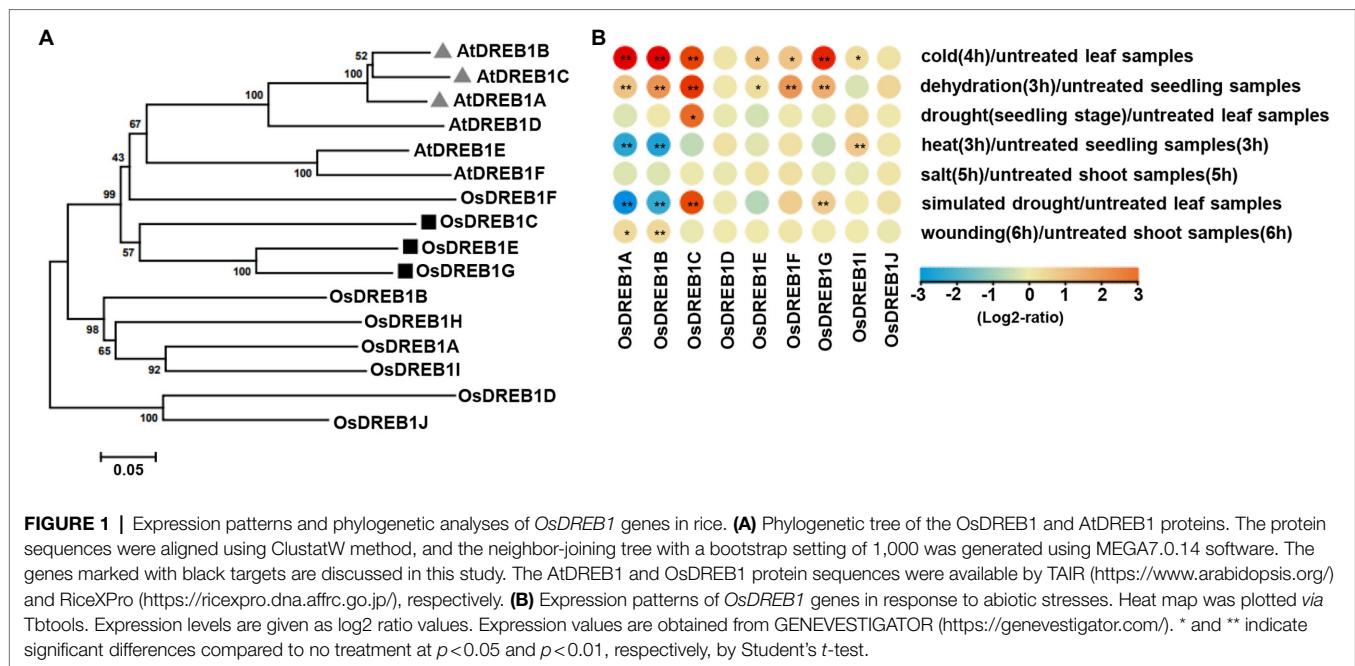 A
52
AtDREB1B
100
AtDREB1C
AtDREB1A
100
AtDREB1D
67
AtDREB1E
43
100
AtDREB1F
99
OsDREB1F
OsDREB1C
57
OsDREB1E
100
OsDREB1G
OsDREB1B
98
OsDREB1H
65
OsDREB1A
92
OsDREB1I
OsDREB1D
100
OsDREB1J
0.05
B
** ** ** * * ** * cold(4h)/untreated leaf samples
** ** ** * ** ** dehydration(3h)/untreated seedling samples
* drought(seedling stage)/untreated leaf samples
** ** ** heat(3h)/untreated seedling samples(3h)
salt(5h)/untreated shoot samples(5h)
** ** ** ** simulated drought/untreated leaf samples
* ** wounding(6h)/untreated shoot samples(6h)
OsDREB1A
OsDREB1B
OsDREB1C
OsDREB1D
OsDREB1E
OsDREB1F
OsDREB1G
OsDREB1I
OsDREB1J
-3 -2 -1 0 1 2 3
(Log2-ratio)
FIGURE 1 | Expression patterns and phylogenetic analyses of OsDREB1 genes in rice. (A) Phylogenetic tree of the OsDREB1 and AtDREB1 proteins. The protein
sequences were aligned using ClustatW method, and the neighbor-joining tree with a bootstrap setting of 1,000 was generated using MEGA7.0.14 software. The
genes marked with black targets are discussed in this study. The AtDREB1 and OsDREB1 protein sequences were available by TAIR (https://www.arabidopsis.org/)
and RiceXPro (https://ricexpro.dna.affrc.go.jp/), respectively. (B) Expression patterns of OsDREB1 genes in response to abiotic stresses. Heat map was plotted via
Tbtools. Expression levels are given as log2 ratio values. Expression values are obtained from GENEVESTIGATOR (https://genevestigator.com/). * and ** indicate
significant differences compared to no treatment at p<0.05 and p<0.01, respectively, by Student's t-test.